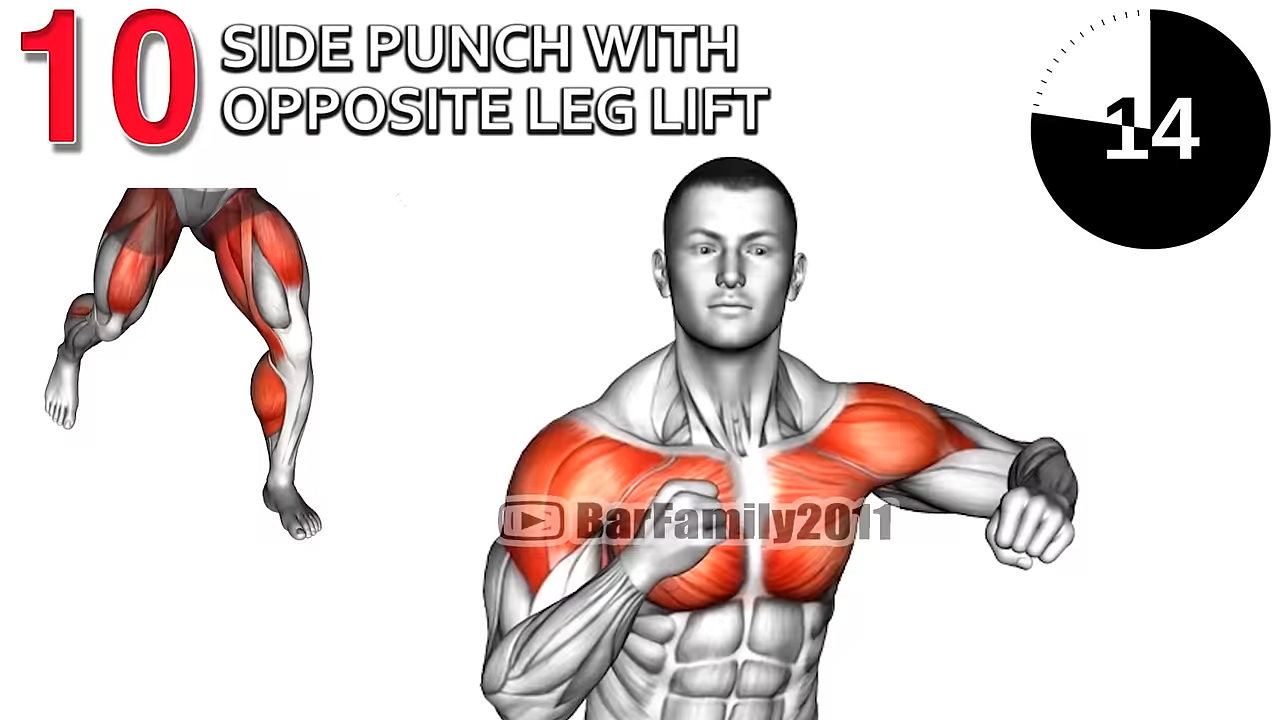 10
SIDE PUNCH WITH
OPPOSITE LEG LIFT
14
BarFamily2011